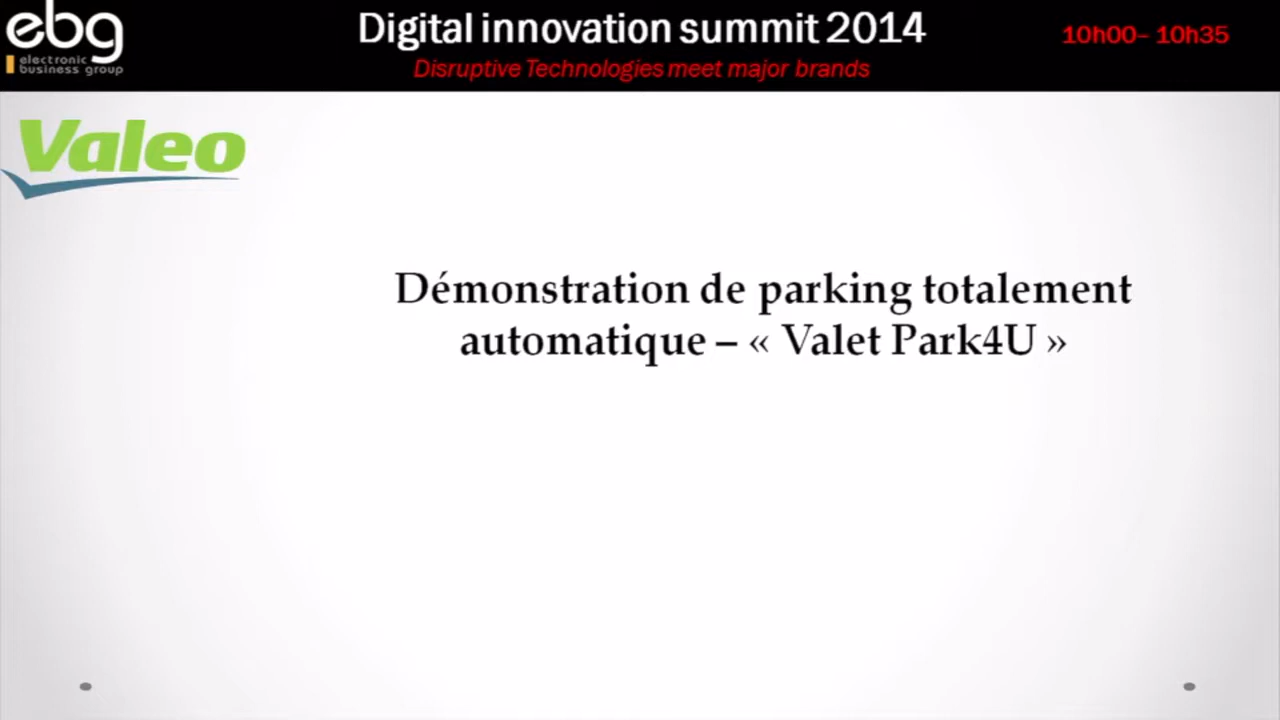 ebg
electronic
business group
Digital innovation summit 2014
Disruptive Technologies meet major brands
10h00- 10h35
Valeo
Démonstration de parking totalement
automatique – « Valet Park4U »